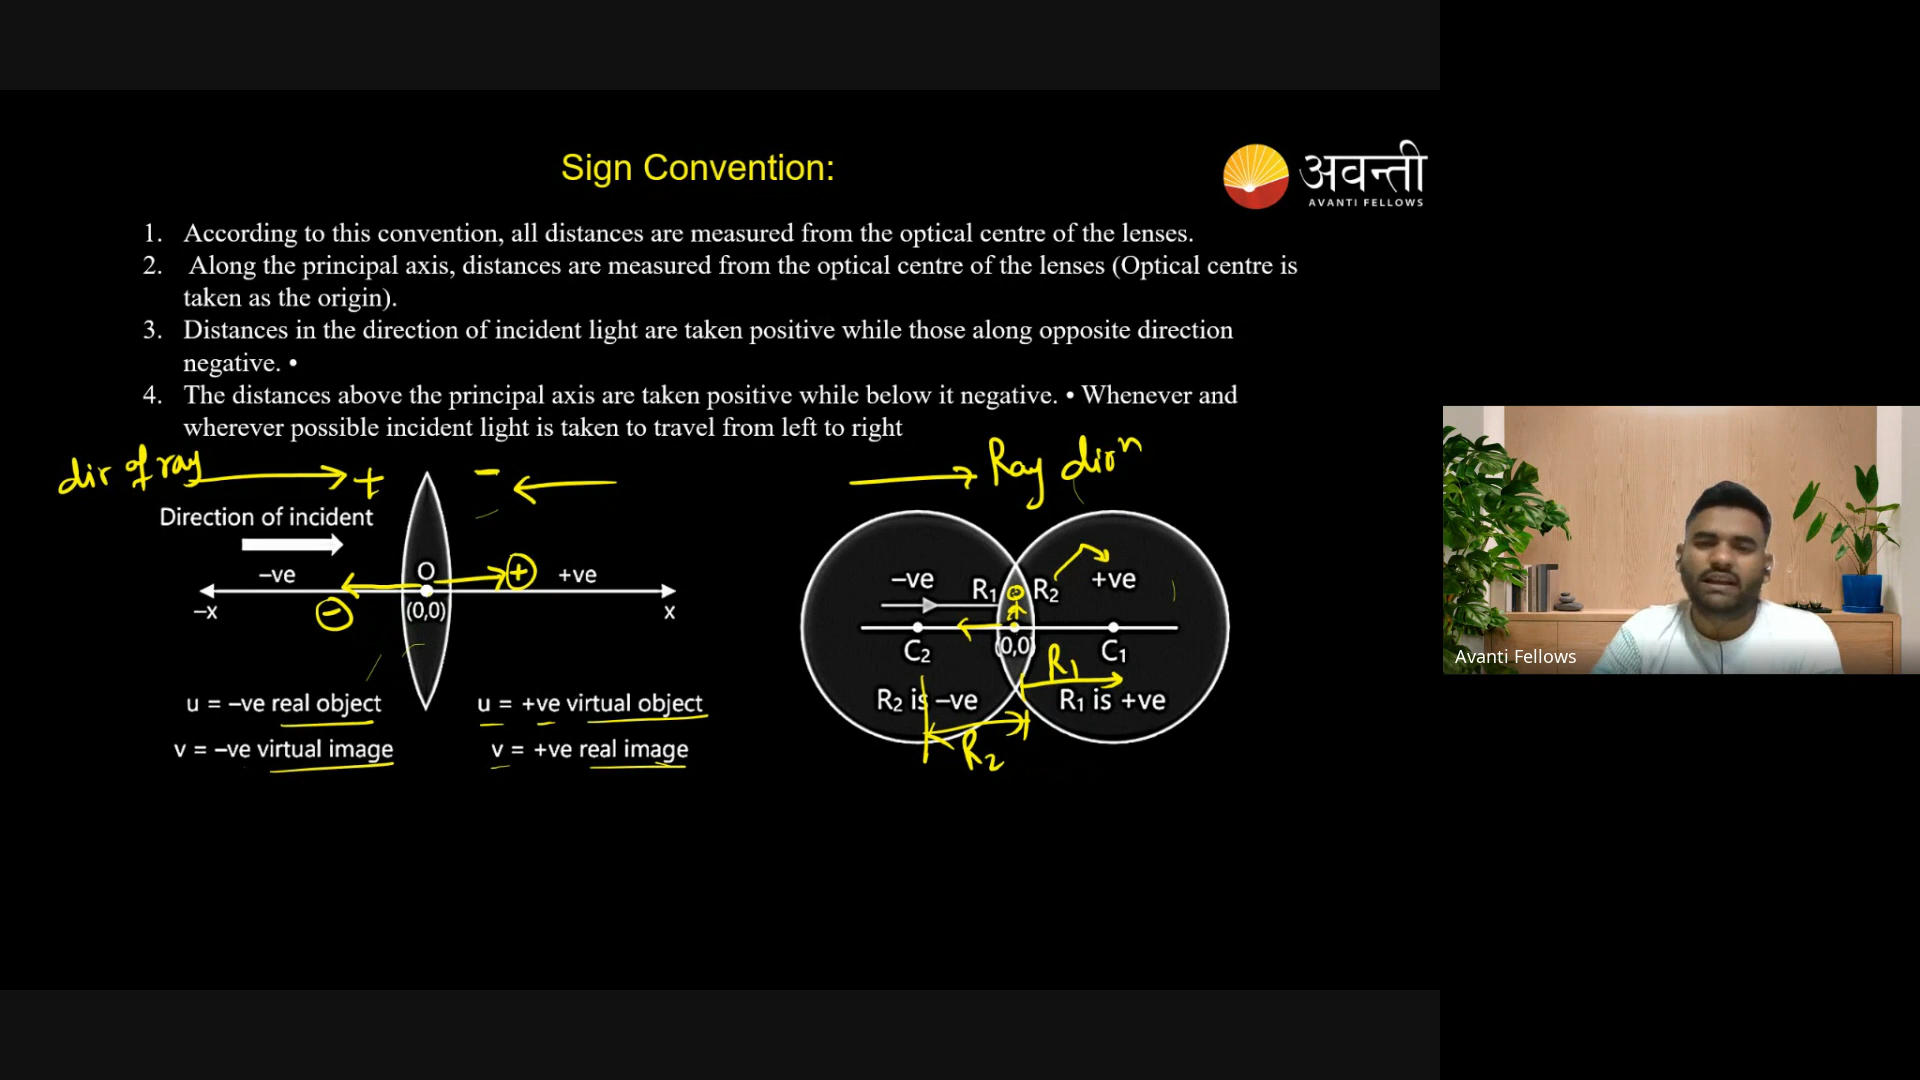 Sign Convention:
अवन्ती
AVANTI FELLOWS
1. According to this convention, all distances are measured from the optical centre of the lenses.
2. Along the principal axis, distances are measured from the optical centre of the lenses (Optical centre is
taken as the origin).
3. Distances in the direction of incident light are taken positive while those along opposite direction
negative. •
4. The distances above the principal axis are taken positive while below it negative. • Whenever and
wherever possible incident light is taken to travel from left to right
dir of ray +
−
Direction of incident
–ve O + +ve
–x − (0,0) x
u = –ve real object
u = +ve virtual object
v = –ve virtual image
v = +ve real image
Ray dirⁿ
–ve R₁ R₂ +ve
C₂ (0,0) C₁
R₁
R₂ is –ve R₁ is +ve
R₂
Avanti Fellows